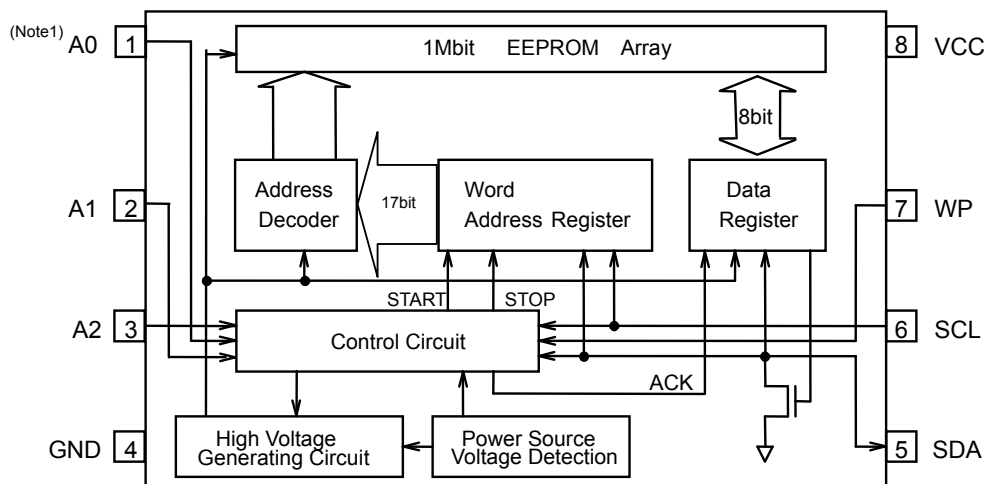 (Note1)
A0 1
1Mbit EEPROM Array
8 VCC
8bit
Address
Decoder
17bit
Word
Address Register
Data
Register
A1 2
7 WP
START
STOP
A2 3
Control Circuit
6 SCL
ACK
GND 4
High Voltage
Generating Circuit
Power Source
Voltage Detection
5 SDA